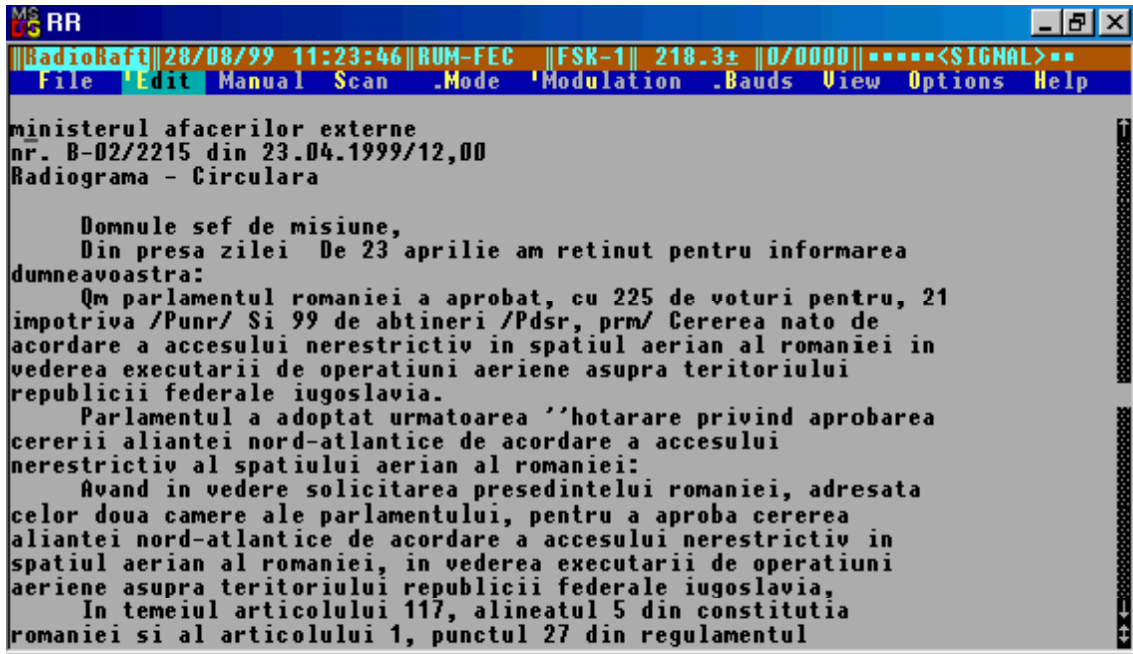 RR
RadioRaft 28/08/99 11:23:46 RUM-FEC FSK-1 218.3± 0/0000 <SIGNAL>
File 'Edit Manual Scan .Mode 'Modulation .Bauds View Options Help
ministerul afacerilor externe
nr. B-02/2215 din 23.04.1999/12,00
Radiograma - Circulara
Domnule sef de misiune,
Din presa zilei De 23 aprilie am retinut pentru informarea
dumneavoastra:
Qm parlamentul romaniei a aprobat, cu 225 de voturi pentru, 21
impotriva /Punr/ Si 99 de abtineri /Pdsr, prm/ Cererea nato de
acordare a accesului nerestrictiv in spatiul aerian al romaniei in
vederea executarii de operatiuni aeriene asupra teritoriului
republicii federale iugoslavia.
Parlamentul a adoptat urmatoarea ''hotarare privind aprobarea
cererii aliantei nord-atlantice de acordare a accesului
nerestrictiv al spatiului aerian al romaniei:
Avand in vedere solicitarea presedintelui romaniei, adresata
celor doua camere ale parlamentului, pentru a aproba cererea
aliantei nord-atlantice de acordare a accesului nerestrictiv in
spatiul aerian al romaniei, in vederea executarii de operatiuni
aeriene asupra teritoriului republicii federale iugoslavia,
In temeiul articolului 117, alineatul 5 din constitutia
romaniei si al articolului 1, punctul 27 din regulamentul